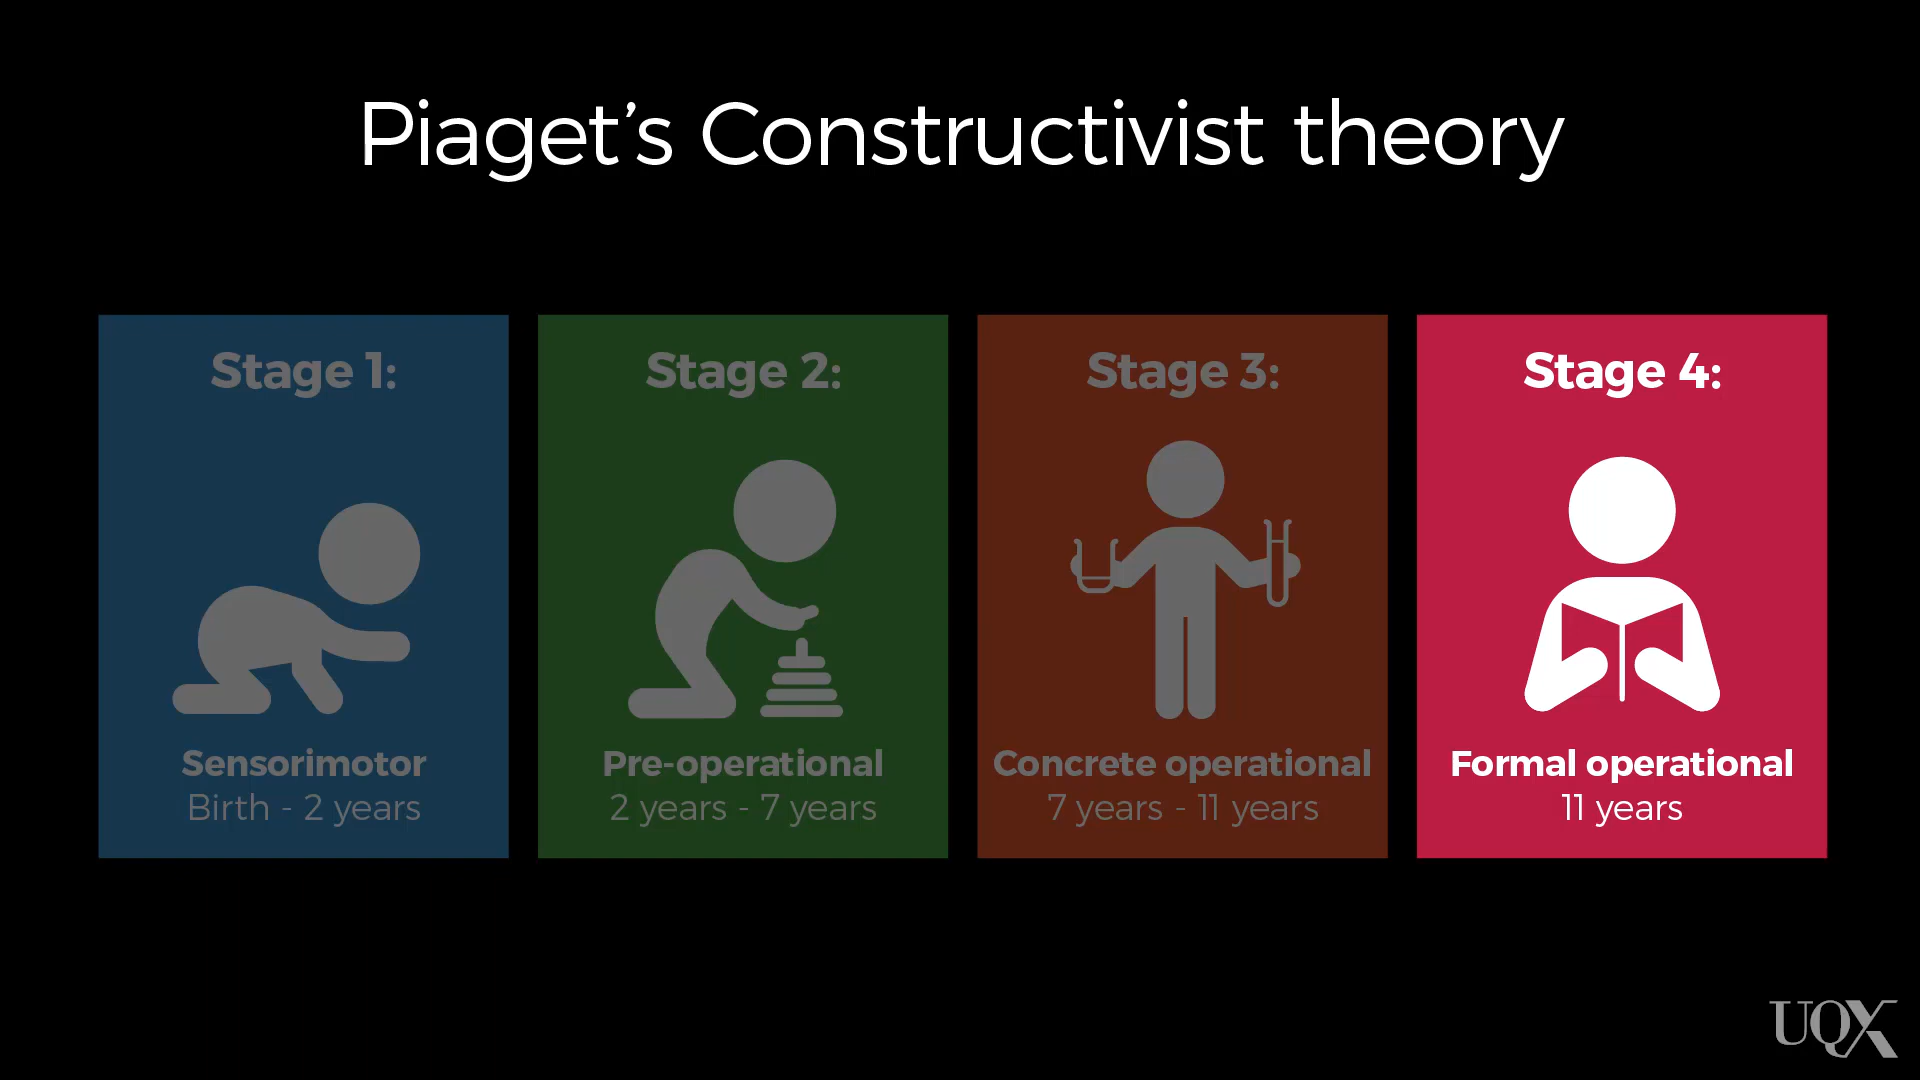 Piaget’s Constructivist theory
Stage 1:
Sensorimotor
Birth - 2 years
Stage 2:
Pre-operational
2 years - 7 years
Stage 3:
Concrete operational
7 years - 11 years
Stage 4:
Formal operational
11 years
UQX